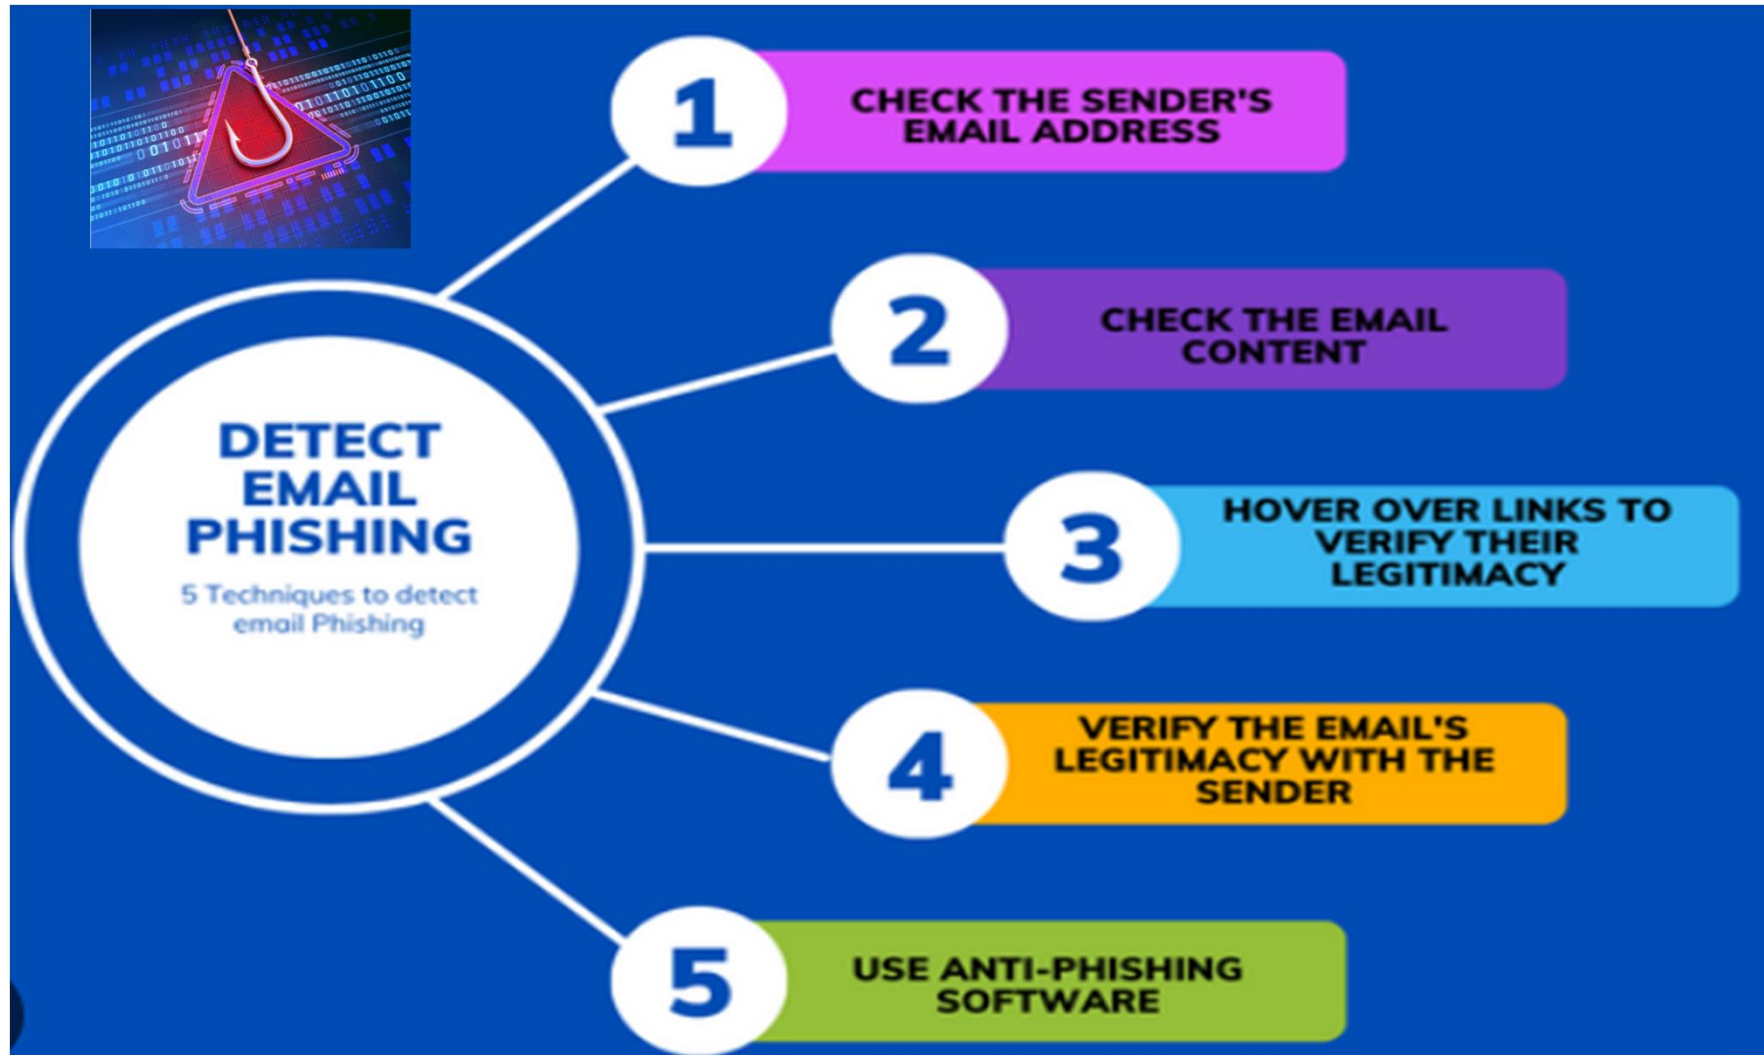 DETECT
EMAIL
PHISHING
5 Techniques to detect
email Phishing
1
CHECK THE SENDER'S
EMAIL ADDRESS
2
CHECK THE EMAIL
CONTENT
3
HOVER OVER LINKS TO
VERIFY THEIR
LEGITIMACY
4
VERIFY THE EMAIL'S
LEGITIMACY WITH THE
SENDER
5
USE ANTI-PHISHING
SOFTWARE